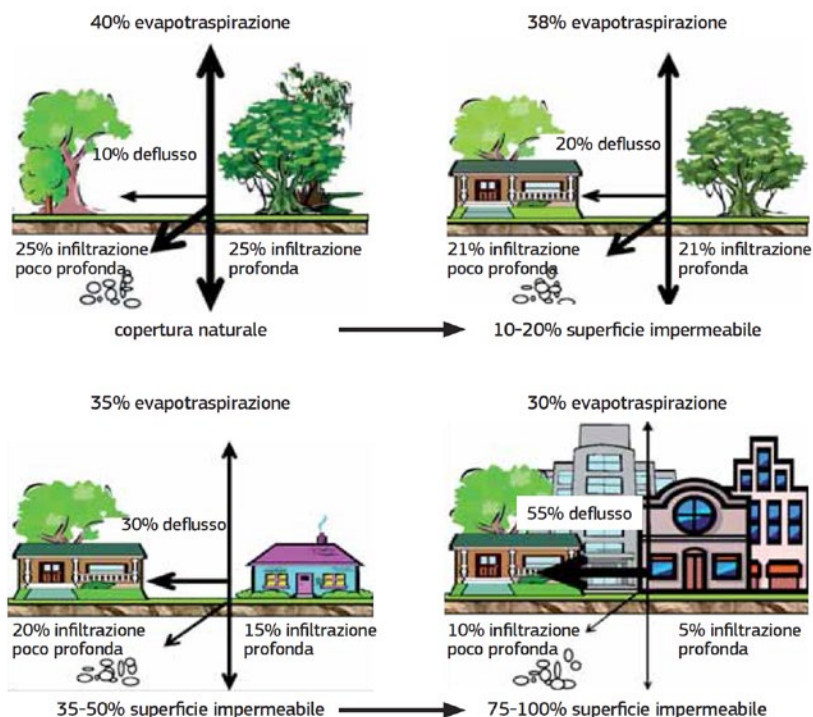 40% evapotraspirazione
10% deflusso
25% infiltrazione
poco profonda
25% infiltrazione
profonda
copertura naturale
38% evapotraspirazione
20% deflusso
21% infiltrazione
poco profonda
21% infiltrazione
profonda
10-20% superficie impermeabile
35% evapotraspirazione
30% deflusso
20% infiltrazione
poco profonda
15% infiltrazione
profonda
35-50% superficie impermeabile
30% evapotraspirazione
55% deflusso
10% infiltrazione
poco profonda
5% infiltrazione
profonda
75-100% superficie impermeabile